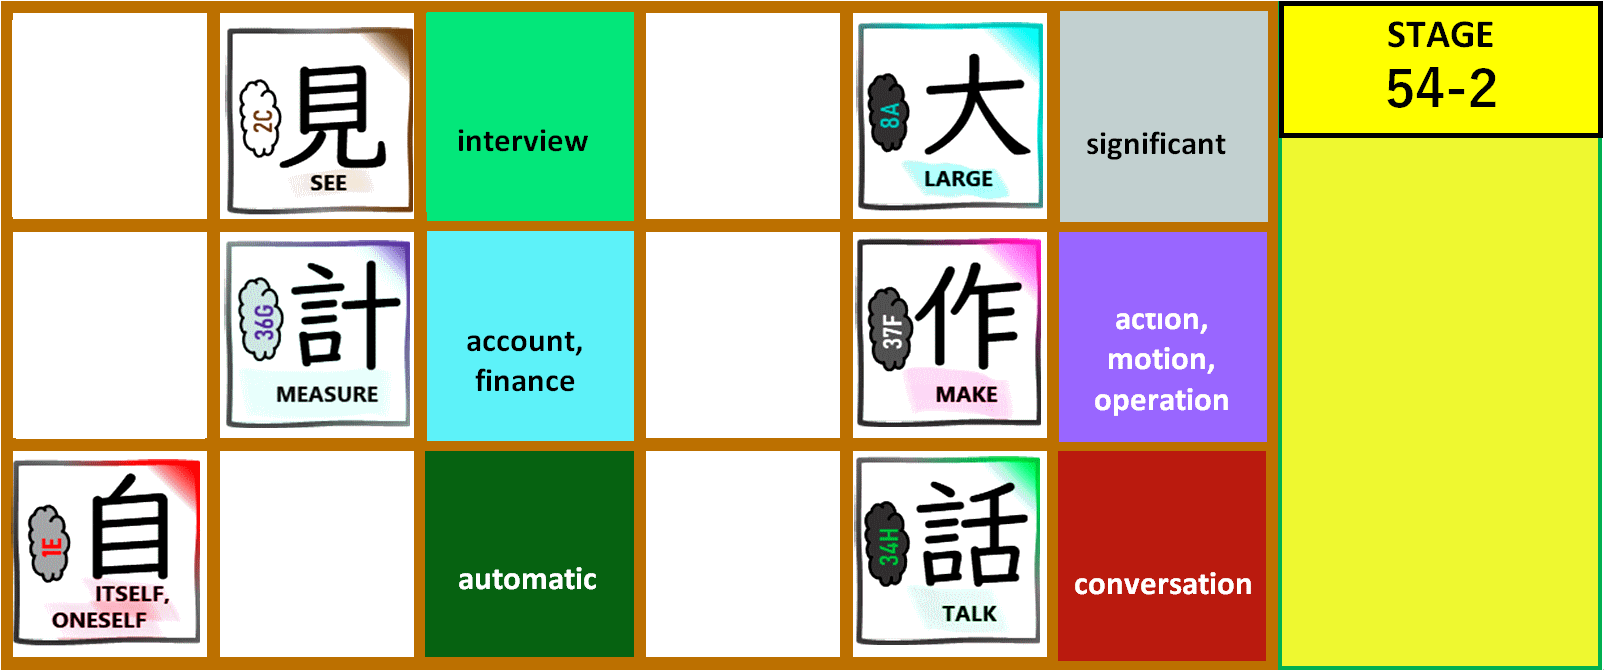 2C
見
SEE
interview
8A
大
LARGE
significant
STAGE
54-2
36G
計
MEASURE
account,
finance
37F
作
MAKE
action,
motion,
operation
1E
自
ITSELF,
ONESELF
automatic
34H
話
TALK
conversation